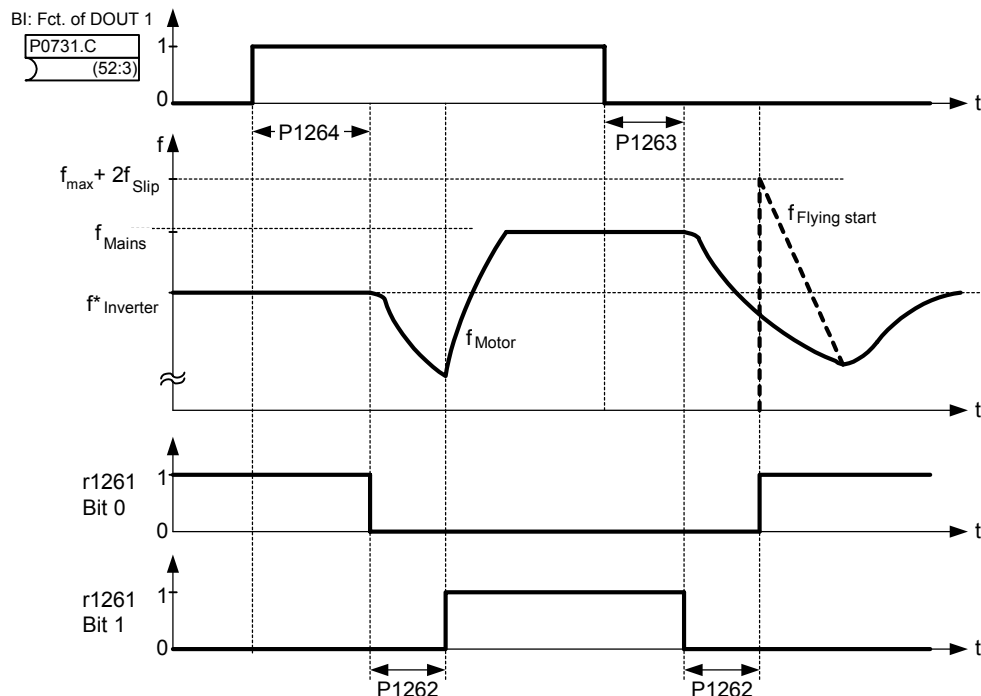 BI: Fct. of DOUT 1
P0731.C
(52:3)
1
0
t
P1264
P1263
f
fmax+ 2fSlip
fMains
f*Inverter
fFlying start
fMotor
t
r1261
Bit 0
1
0
t
r1261
Bit 1
1
0
t
P1262
P1262